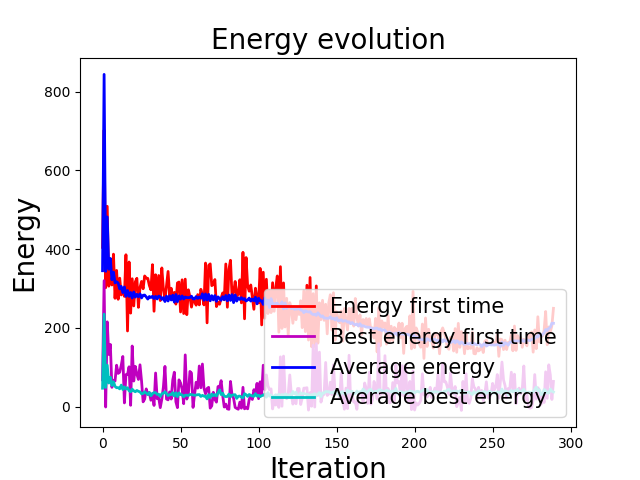 Energy evolution
Energy
800
600
400
200
0
Energy first time
Best energy first time
Average energy
Average best energy
0 50 100 150 200 250 300
Iteration